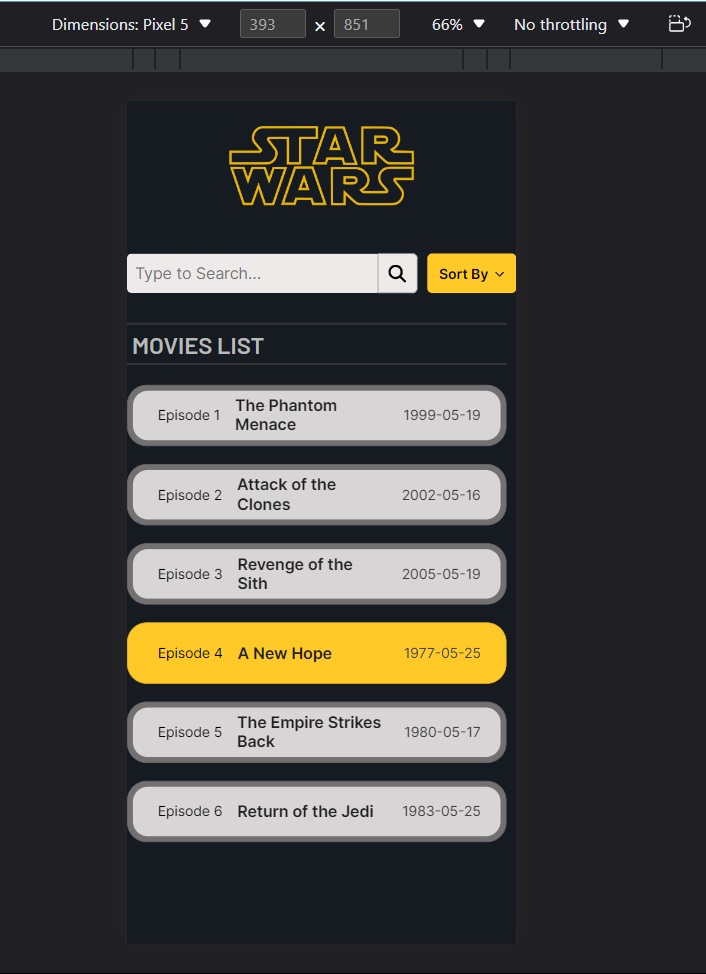 Dimensions: Pixel 5 393 × 851 66% No throttling
STAR
WARS
Type to Search... Sort By
MOVIES LIST
Episode 1 The Phantom Menace 1999-05-19
Episode 2 Attack of the Clones 2002-05-16
Episode 3 Revenge of the Sith 2005-05-19
Episode 4 A New Hope 1977-05-25
Episode 5 The Empire Strikes Back 1980-05-17
Episode 6 Return of the Jedi 1983-05-25